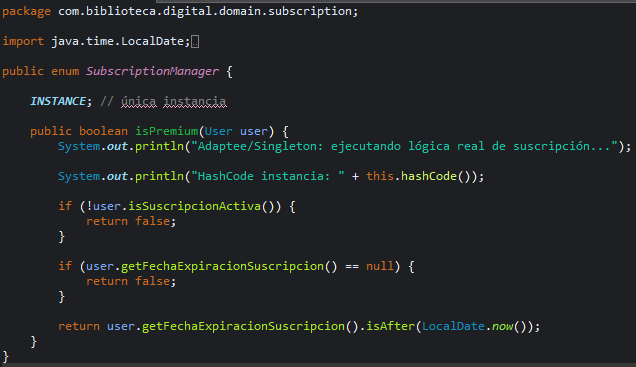 package com.biblioteca.digital.domain.subscription;
import java.time.LocalDate;
public enum SubscriptionManager {
INSTANCE; // única instancia
public boolean isPremium(User user) {
System.out.println("Adaptee/Singleton: ejecutando lógica real de suscripción...");
System.out.println("HashCode instancia: " + this.hashCode());
if (!user.isSuscripcionActiva()) {
return false;
}
if (user.getFechaExpiracionSuscripcion() == null) {
return false;
}
return user.getFechaExpiracionSuscripcion().isAfter(LocalDate.now());
}
}